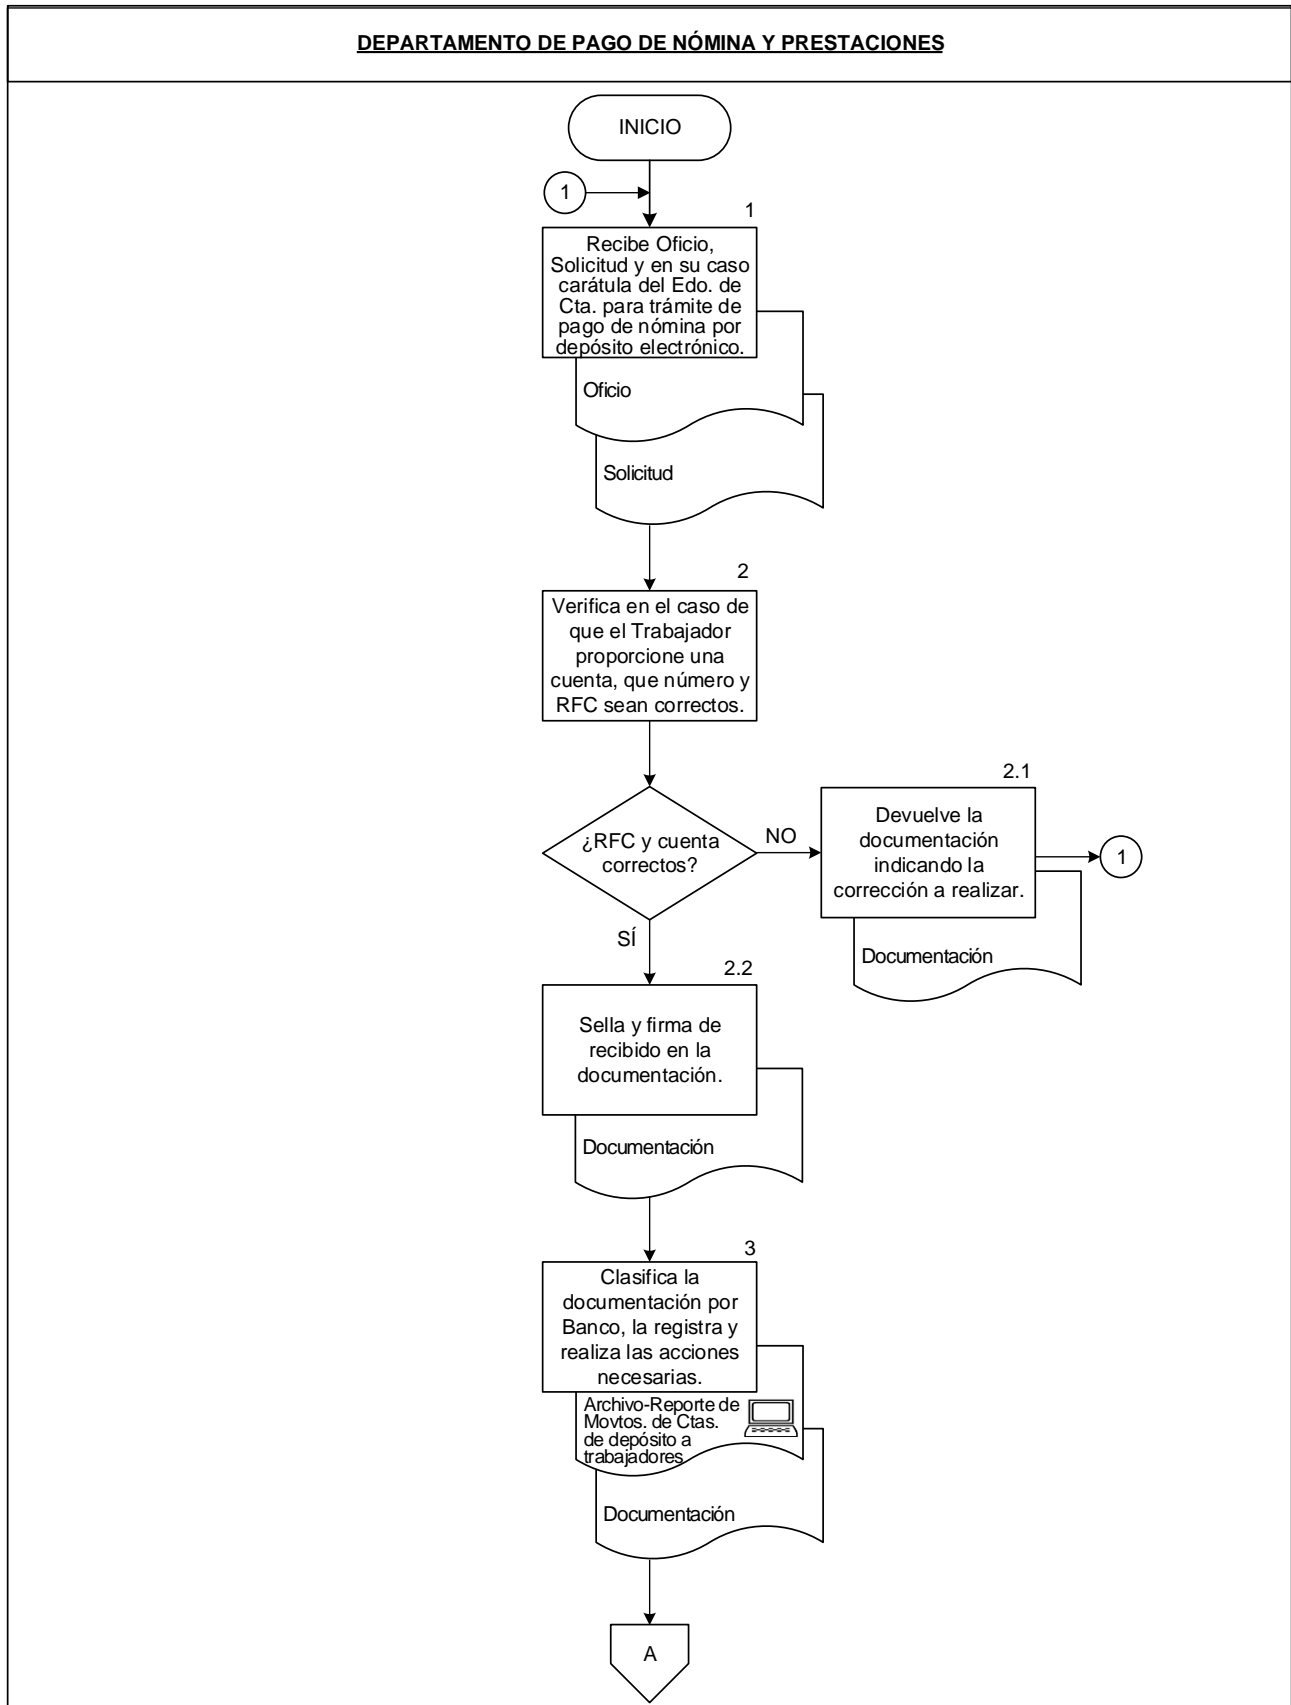 DEPARTAMENTO DE PAGO DE NÓMINA Y PRESTACIONES
INICIO
1
1
Recibe Oficio,
Solicitud y en su caso
carátula del Edo. de
Cta. para trámite de
pago de nómina por
depósito electrónico.
Oficio
Solicitud
2
Verifica en el caso de
que el Trabajador
proporcione una
cuenta, que número y
RFC sean correctos.
¿RFC y cuenta
correctos?
NO
2.1
Devuelve la
documentación
indicando la
corrección a realizar.
1
Documentación
SÍ
2.2
Sella y firma de
recibido en la
documentación.
Documentación
3
Clasifica la
documentación por
Banco, la registra y
realiza las acciones
necesarias.
Archivo-Reporte de
Movtos. de Ctas.
de depósito a
trabajadores
Documentación
A